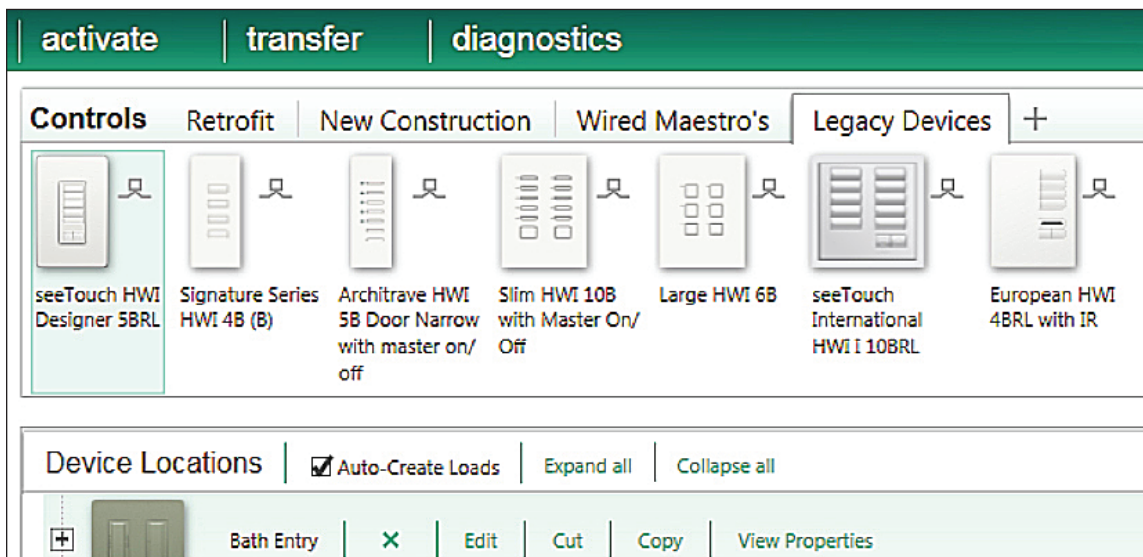 activate transfer diagnostics
Controls Retrofit New Construction Wired Maestro's Legacy Devices +
seeTouch HWI
Designer 5BRL
Signature Series
HWI 4B (B)
Architrave HWI
5B Door Narrow
with master on/
off
Slim HWI 10B
with Master On/
Off
Large HWI 6B
seeTouch
International
HWI I 10BRL
European HWI
4BRL with IR
Device Locations Auto-Create Loads Expand all Collapse all
Bath Entry Edit Cut Copy View Properties